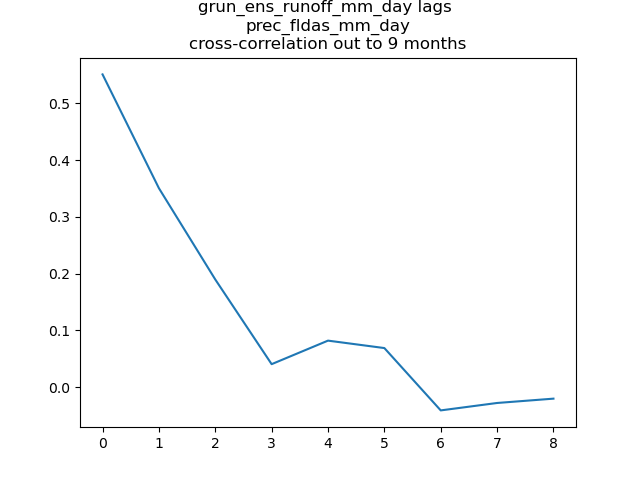 grun_ens_runoff_mm_day lags
prec_fldas_mm_day
cross-correlation out to 9 months
0.5
0.4
0.3
0.2
0.1
0.0
0 1 2 3 4 5 6 7 8